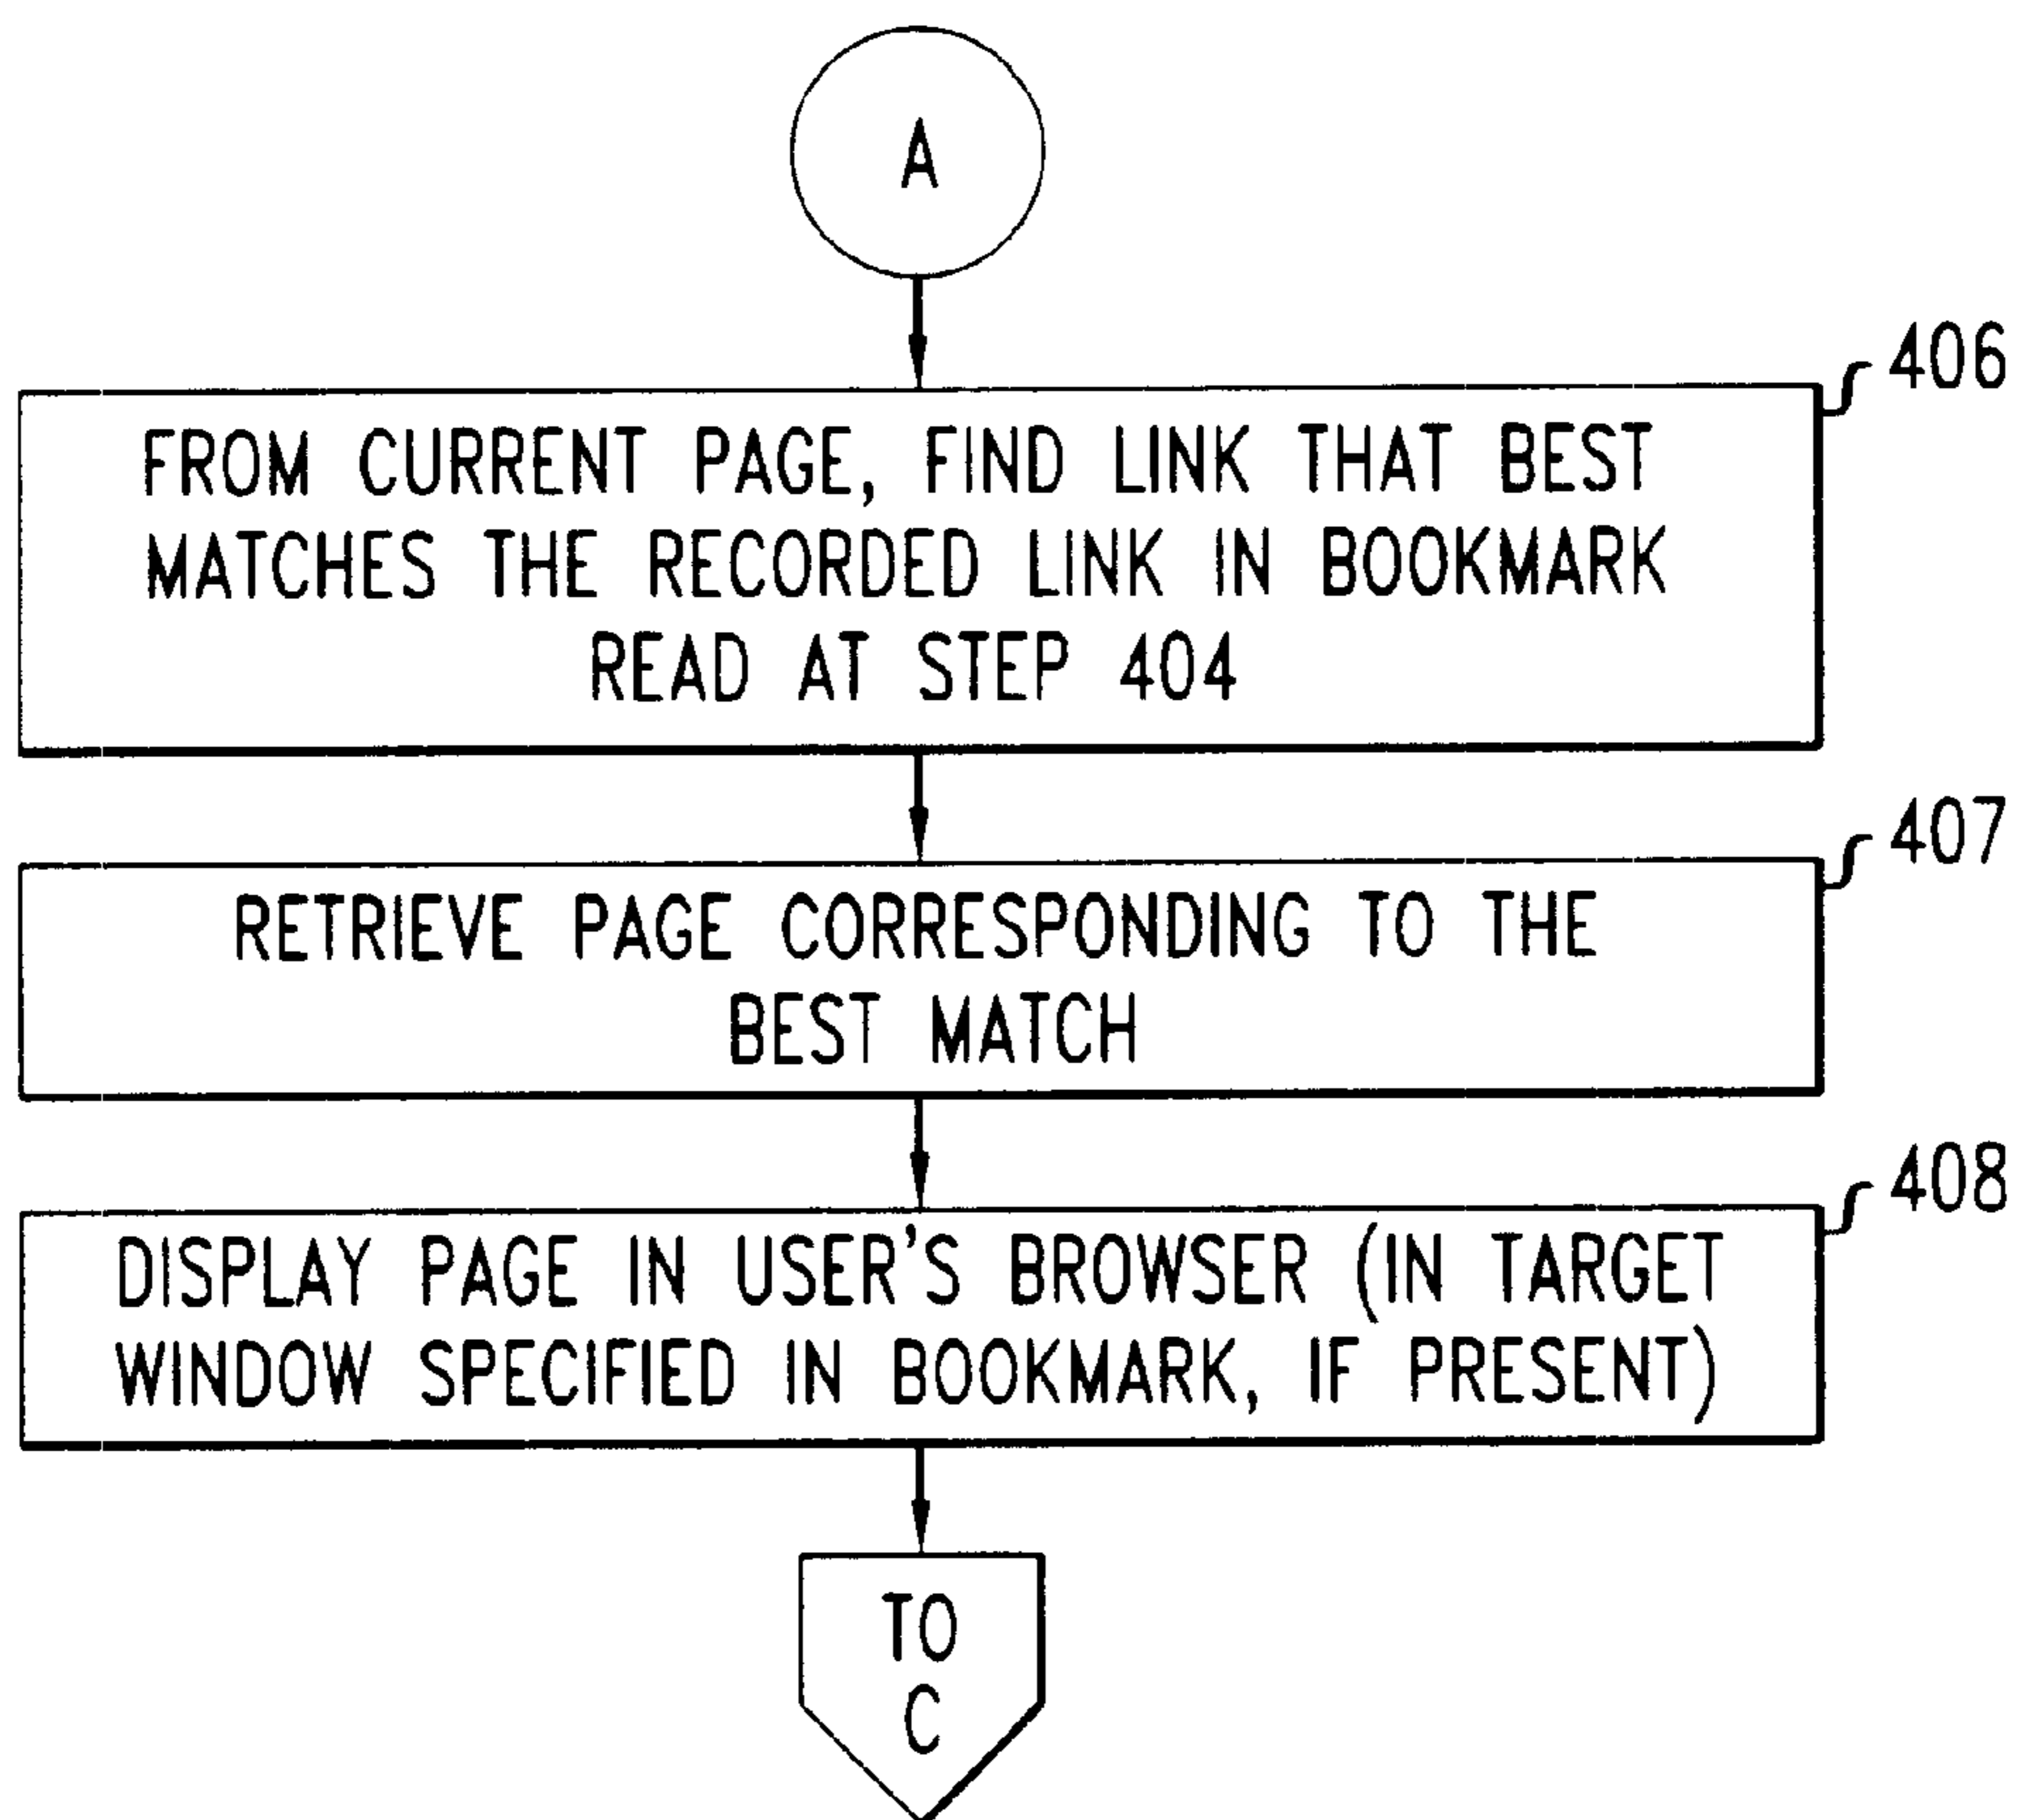 A
406
FROM CURRENT PAGE, FIND LINK THAT BEST
MATCHES THE RECORDED LINK IN BOOKMARK
READ AT STEP 404
407
RETRIEVE PAGE CORRESPONDING TO THE
BEST MATCH
408
DISPLAY PAGE IN USER'S BROWSER (IN TARGET
WINDOW SPECIFIED IN BOOKMARK, IF PRESENT)
TO
C